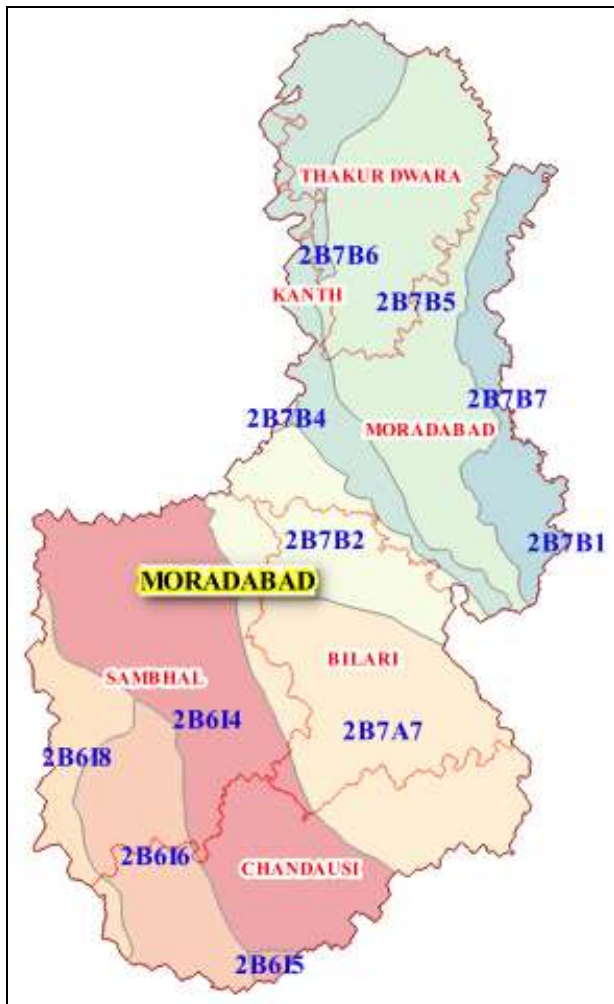 THAKUR DWARA
2B7B6
KANTH
2B7B5
2B7B7
2B7B4
MORADABAD
2B7B2
2B7B1
MORADABAD
BILARI
SAMBHAL
2B6I4
2B7A7
2B6I8
2B6I6
CHANDAUSI
2B6I5